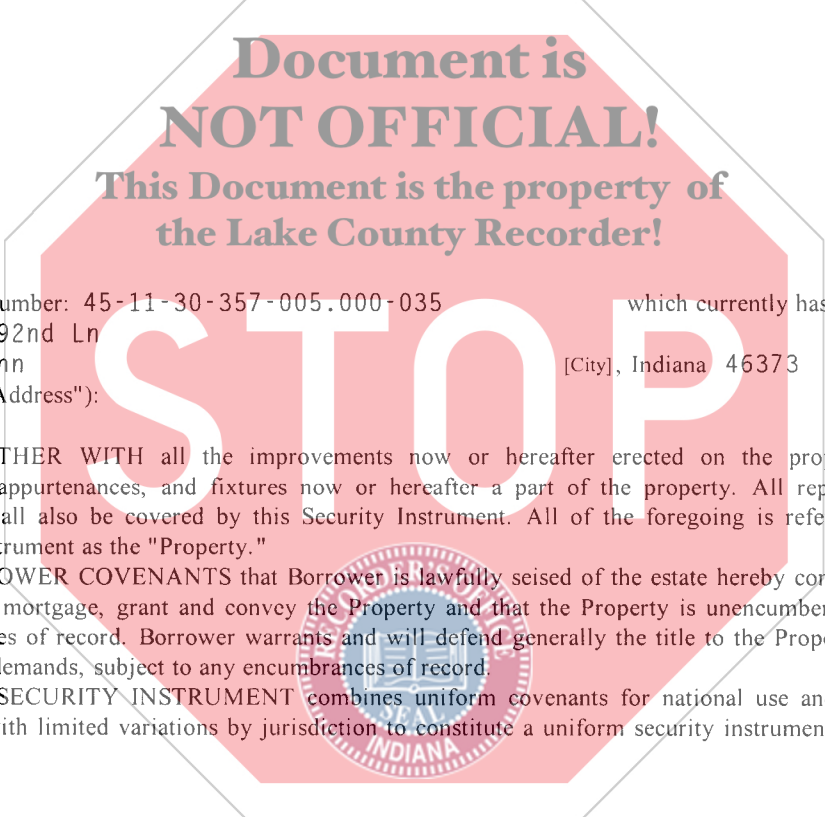 Document is
NOT OFFICIAL!
This Document is the property of
the Lake County Recorder!
STOP
umber: 45-11-30-357-005.000-035 which currently has
92nd Ln
nn [City], Indiana 46373
Address"):
THER WITH all the improvements now or hereafter erected on the prop
appurtenances, and fixtures now or hereafter a part of the property. All rep
all also be covered by this Security Instrument. All of the foregoing is refe
trument as the "Property."
OWER COVENANTS that Borrower is lawfully seised of the estate hereby con
mortgage, grant and convey the Property and that the Property is unencumber
es of record. Borrower warrants and will defend generally the title to the Prope
demands, subject to any encumbrances of record.
SECURITY INSTRUMENT combines uniform covenants for national use an
ith limited variations by jurisdiction to constitute a uniform security instrumen
RECORDER'S OFFICE
SEAL
INDIANA